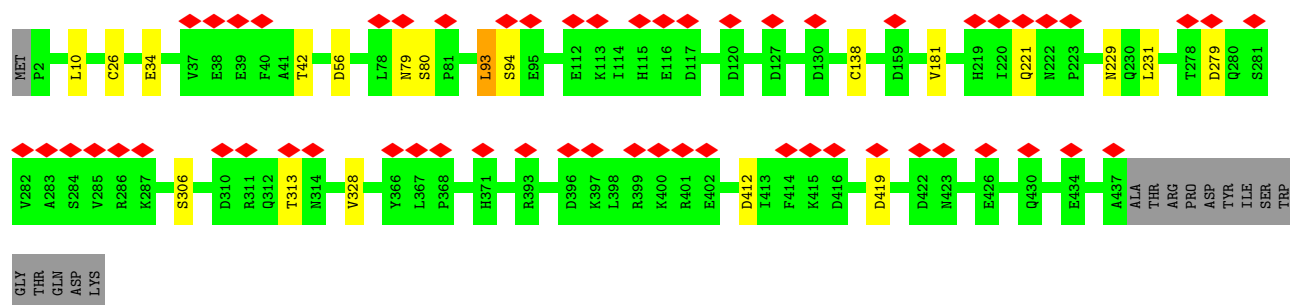 MET P2 L10 C26 E34 V37 E38 E39 F40 A41 T42 D56 L78 N79 S80 P81 L93 S94 E95 E112 K113 I114 H115 E116 D117 D120 D127 D130 C138 D159 V181 H219 I220 Q221 N222 P223 N229 Q230 L231 T278 D279 Q280 S281
V282 A283 S284 V285 R286 K287 S306 D310 R311 Q312 T313 N314 V328 Y366 L367 P368 H371 R393 D396 K397 L398 R399 K400 R401 E402 D412 I413 F414 K415 D416 D419 D422 N423 E426 Q430 E434 A437 ALA THR ARG PRO ASP TYR ILE SER TRP
GLY THR GLN ASP LYS